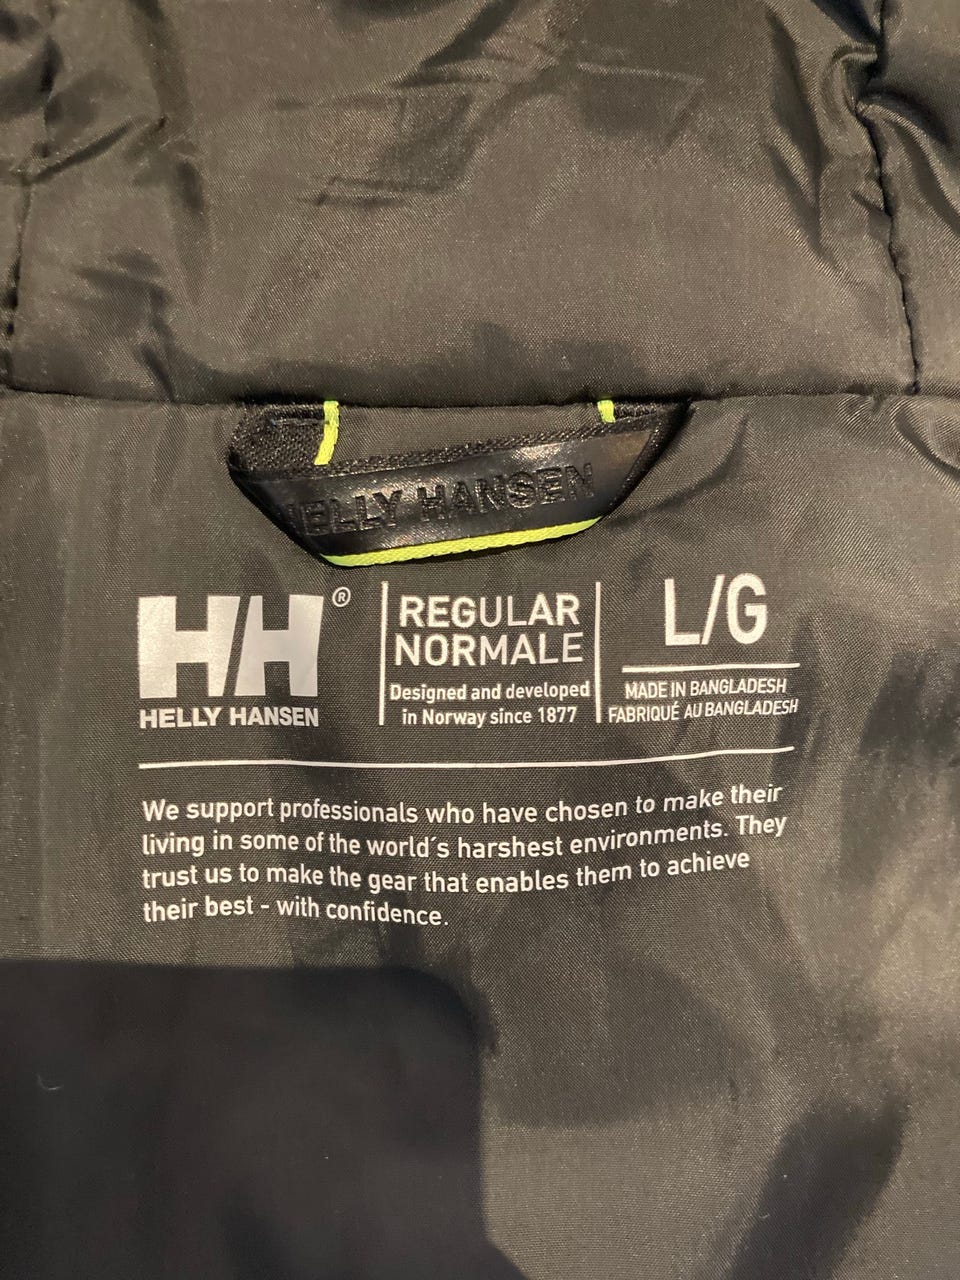 HELLY HANSEN
HH®
HELLY HANSEN
REGULAR
NORMALE
Designed and developed
in Norway since 1877
L/G
MADE IN BANGLADESH
FABRIQUÉ AU BANGLADESH
We support professionals who have chosen to make their
living in some of the world´s harshest environments. They
trust us to make the gear that enables them to achieve
their best - with confidence.